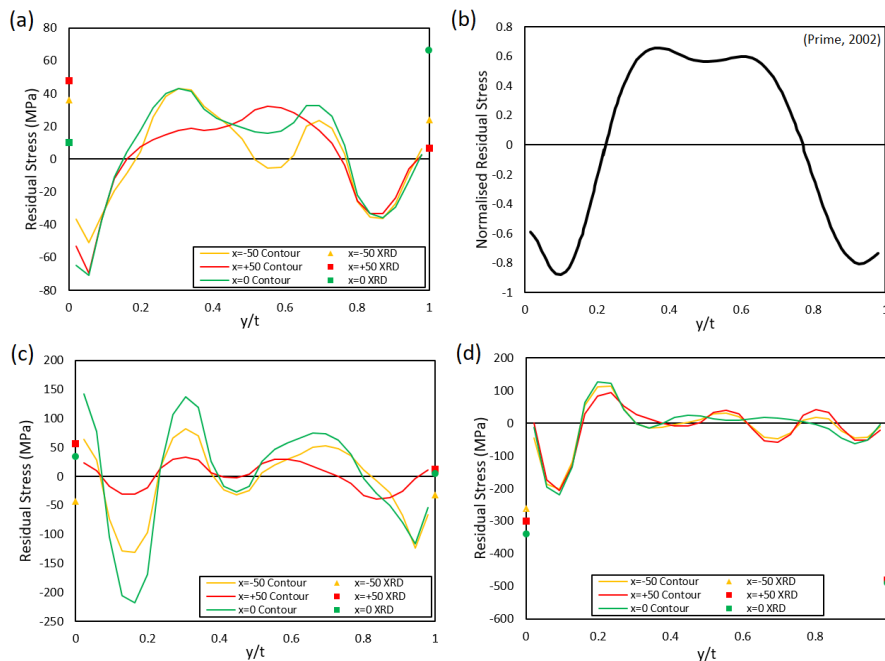 (a)
80
60
40
20
0
-20
-40
-60
-80
Residual Stress (MPa)
0 0.2 0.4 0.6 0.8 1
y/t
x=-50 Contour x=-50 XRD
x=+50 Contour x=+50 XRD
x=0 Contour x=0 XRD
(b)
(Prime, 2002)
0.8
0.6
0.4
0.2
0
-0.2
-0.4
-0.6
-0.8
-1
Normalised Residual Stress
0 0.2 0.4 0.6 0.8 1
y/t
(c)
200
150
100
50
0
-50
-100
-150
-200
-250
Residual Stress (MPa)
0 0.2 0.4 0.6 0.8 1
y/t
x=-50 Contour x=-50 XRD
x=+50 Contour x=+50 XRD
x=0 Contour x=0 XRD
(d)
200
100
0
-100
-200
-300
-400
-500
-600
Residual Stress (MPa)
0 0.2 0.4 0.6 0.8 1
y/t
x=-50 Contour x=-50 XRD
x=+50 Contour x=+50 XRD
x=0 Contour x=0 XRD